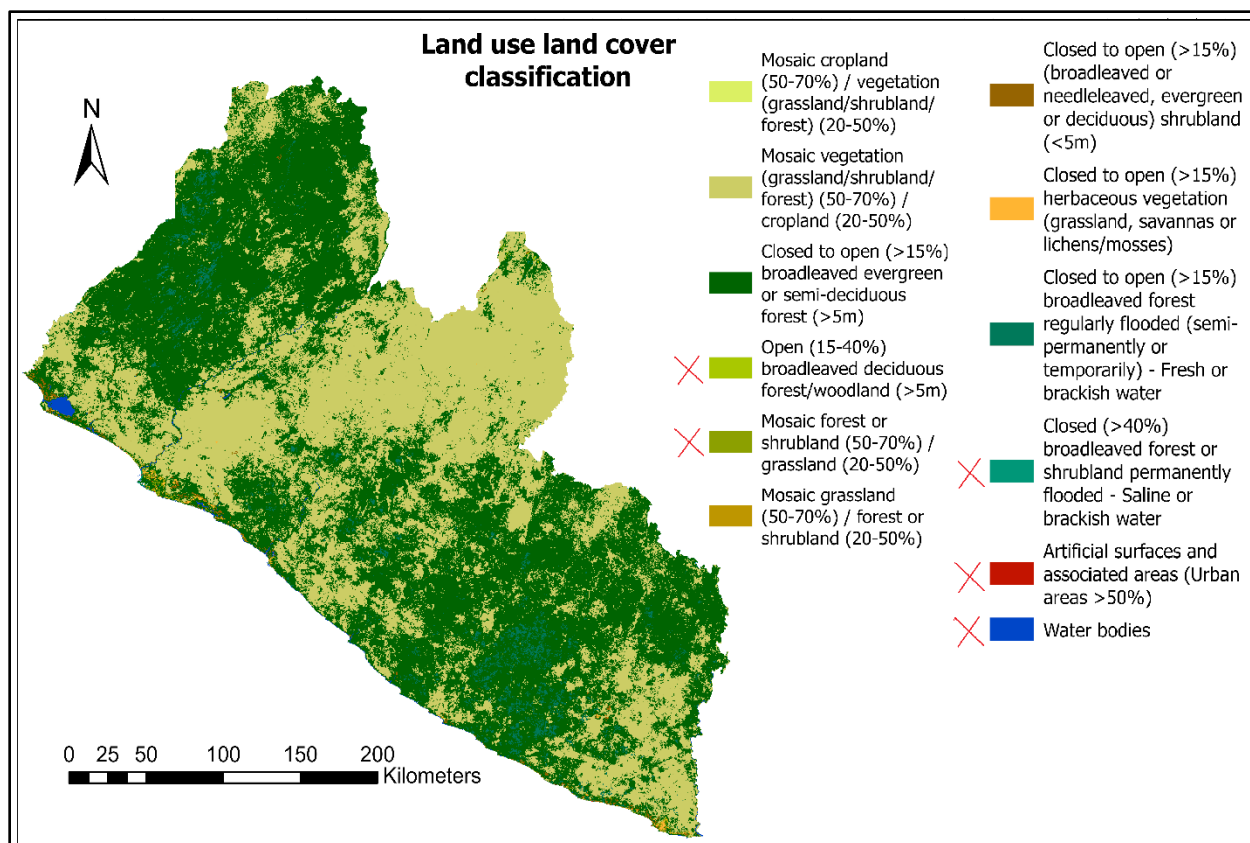 Land use land cover
classification
N
Mosaic cropland
(50-70%) / vegetation
(grassland/shrubland/
forest) (20-50%)
Mosaic vegetation
(grassland/shrubland/
forest) (50-70%) /
cropland (20-50%)
Closed to open (>15%)
broadleaved evergreen
or semi-deciduous
forest (>5m)
Open (15-40%)
broadleaved deciduous
forest/woodland (>5m)
Mosaic forest or
shrubland (50-70%) /
grassland (20-50%)
Mosaic grassland
(50-70%) / forest or
shrubland (20-50%)
Closed to open (>15%)
(broadleaved or
needleleaved, evergreen
or deciduous) shrubland
(<5m)
Closed to open (>15%)
herbaceous vegetation
(grassland, savannas or
lichens/mosses)
Closed to open (>15%)
broadleaved forest
regularly flooded (semi-
permanently or
temporarily) - Fresh or
brackish water
Closed (>40%)
broadleaved forest or
shrubland permanently
flooded - Saline or
brackish water
Artificial surfaces and
associated areas (Urban
areas >50%)
Water bodies
0 25 50 100 150 200
Kilometers